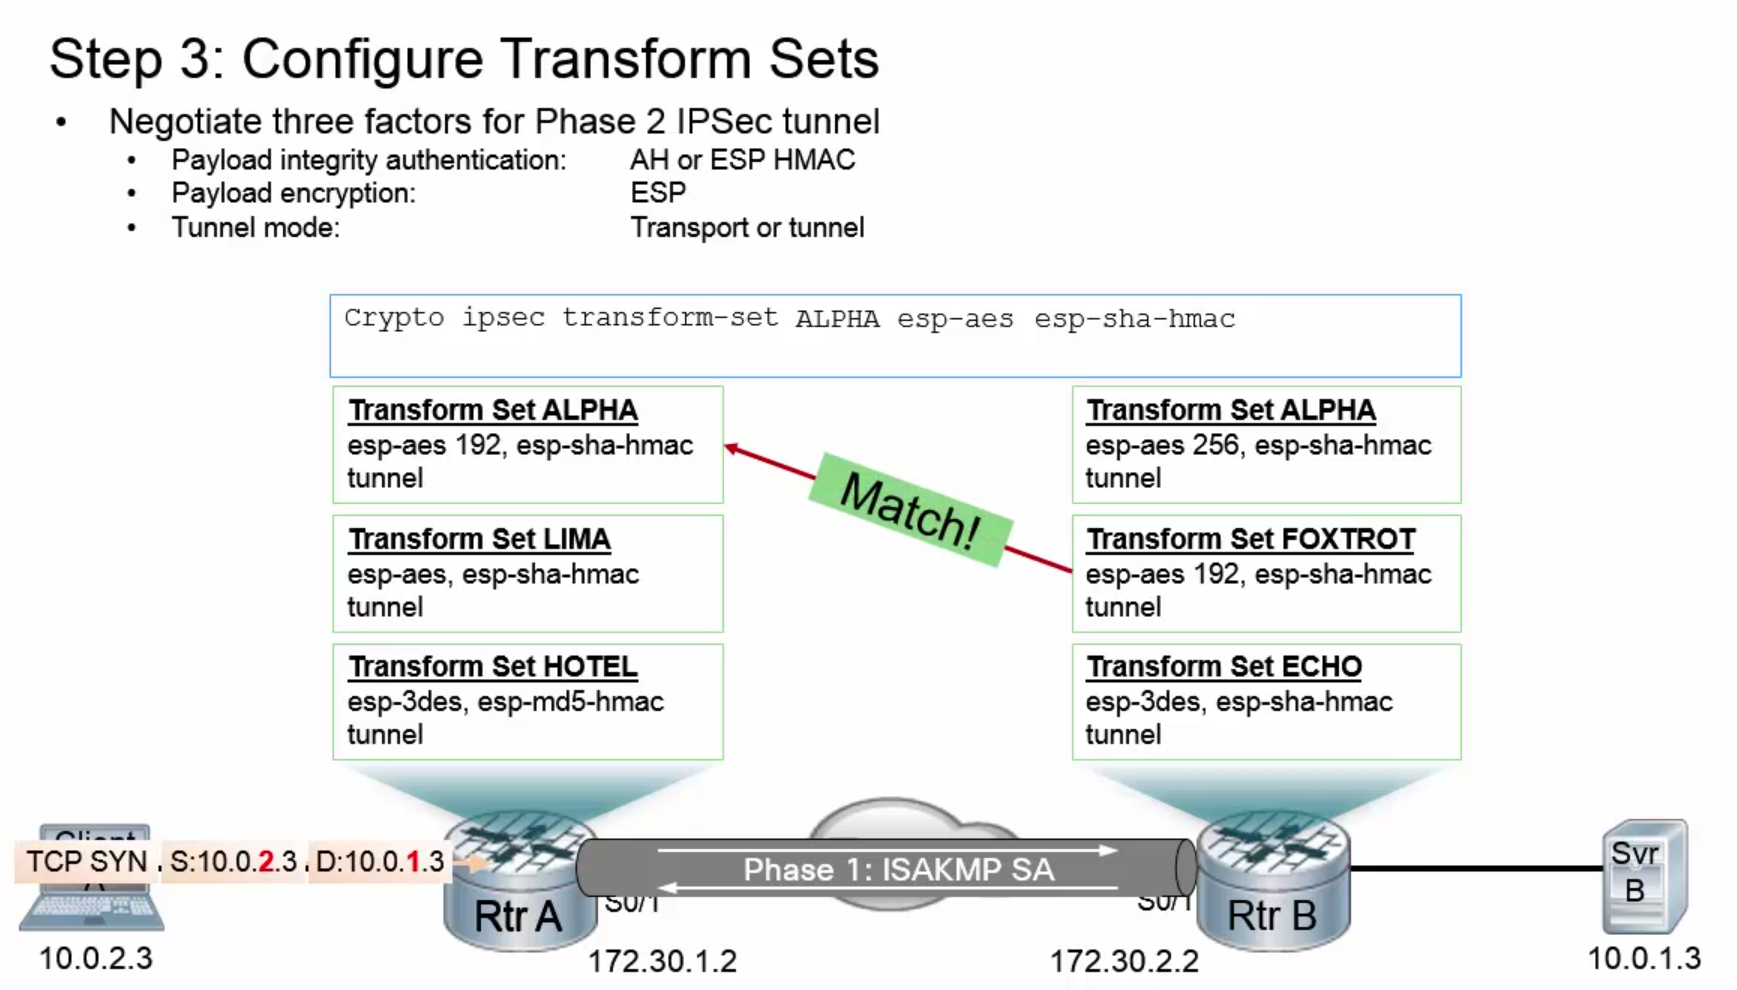 Step 3: Configure Transform Sets
• Negotiate three factors for Phase 2 IPSec tunnel
• Payload integrity authentication: AH or ESP HMAC
• Payload encryption: ESP
• Tunnel mode: Transport or tunnel
Crypto ipsec transform-set ALPHA esp-aes esp-sha-hmac
Transform Set ALPHA
esp-aes 192, esp-sha-hmac
tunnel
Transform Set LIMA
esp-aes, esp-sha-hmac
tunnel
Transform Set HOTEL
esp-3des, esp-md5-hmac
tunnel
Match!
Transform Set ALPHA
esp-aes 256, esp-sha-hmac
tunnel
Transform Set FOXTROT
esp-aes 192, esp-sha-hmac
tunnel
Transform Set ECHO
esp-3des, esp-sha-hmac
tunnel
Client
A
TCP SYN S:10.0.2.3 D:10.0.1.3
10.0.2.3
Rtr A
S0/1
172.30.1.2
Phase 1: ISAKMP SA
S0/1
172.30.2.2
Rtr B
Svr
B
10.0.1.3